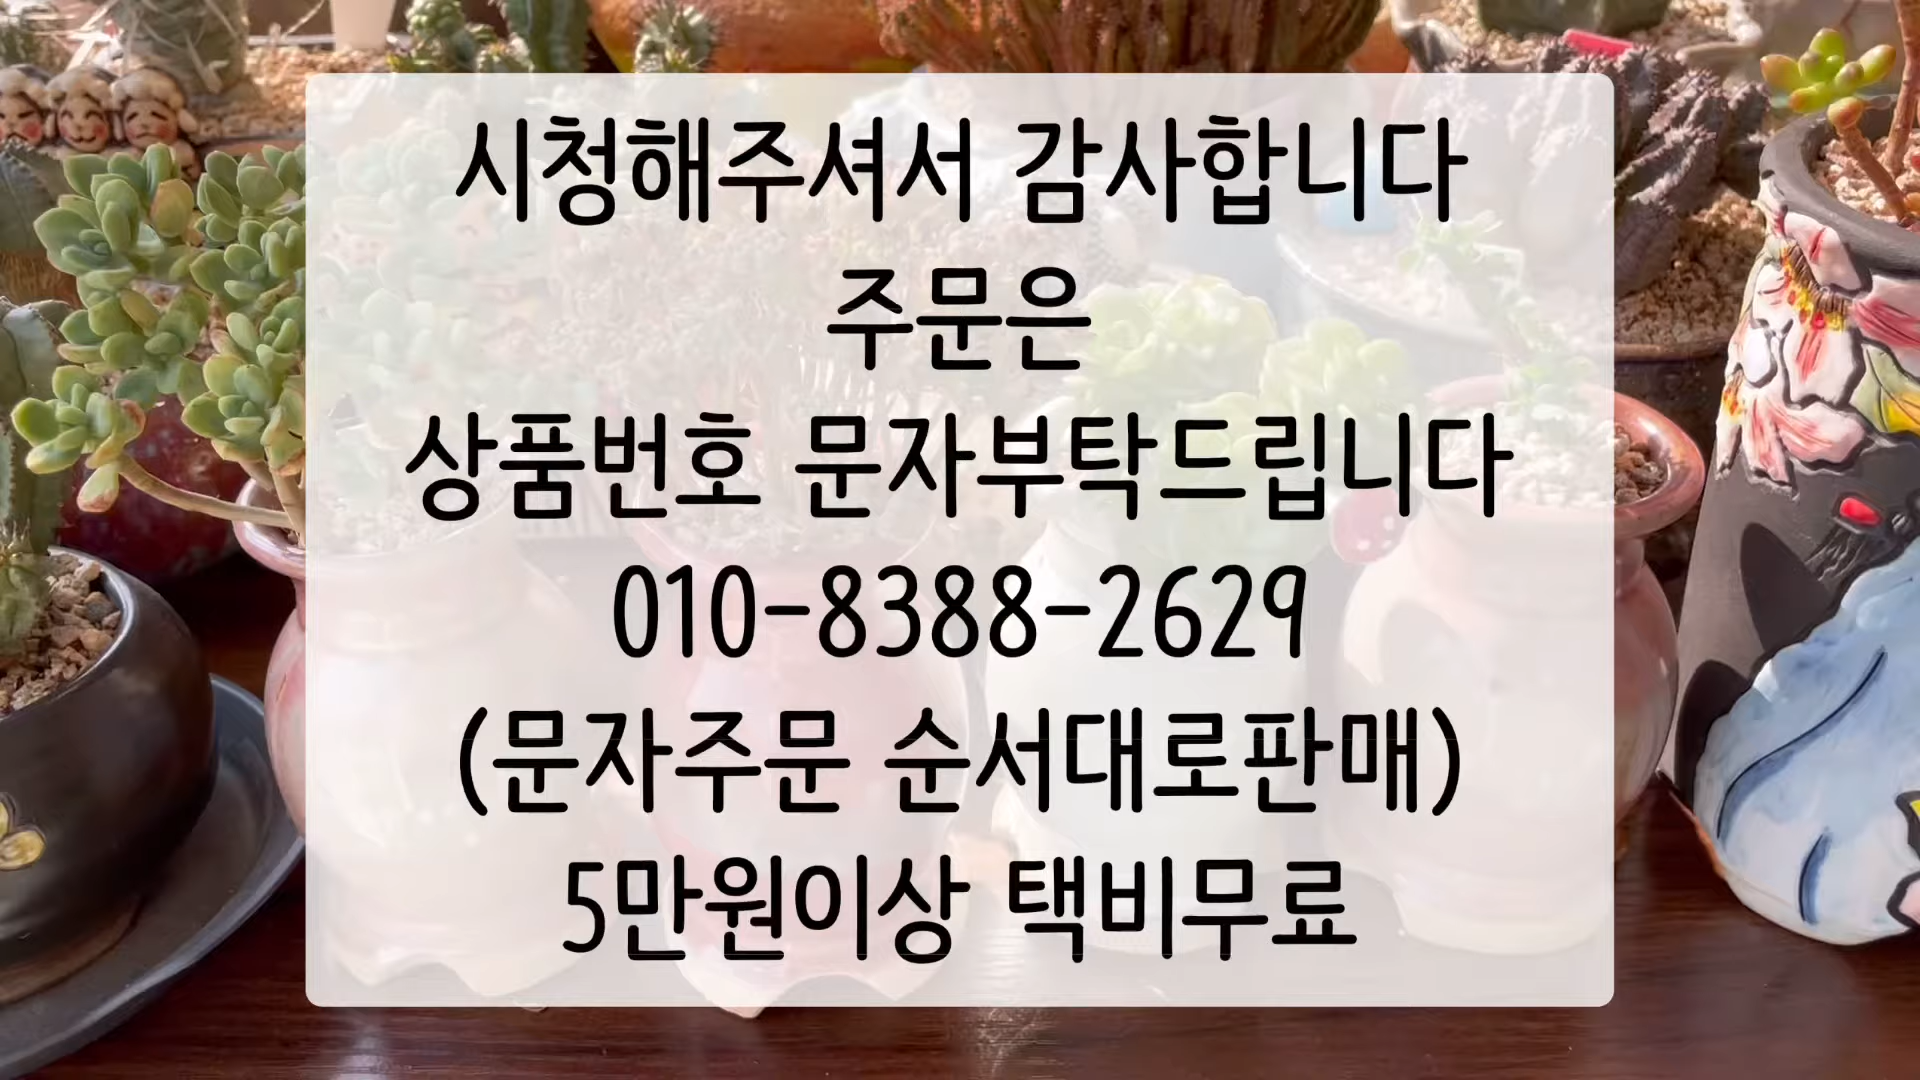 시청해주셔서 감사합니다
주문은
상품번호 문자부탁드립니다
010-8388-2629
(문자주문 순서대로판매)
5만원이상 택비무료